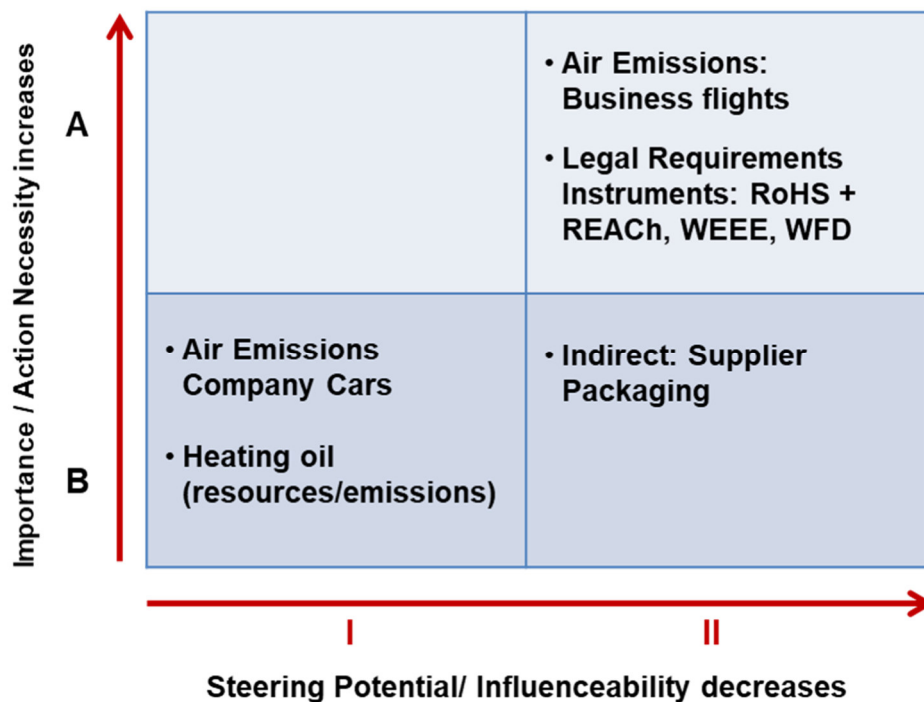 Importance / Action Necessity increases
A
B
• Air Emissions:
Business flights
• Legal Requirements
Instruments: RoHS +
REACh, WEEE, WFD
• Air Emissions
Company Cars
• Heating oil
(resources/emissions)
• Indirect: Supplier
Packaging
I
II
Steering Potential/ Influenceability decreases